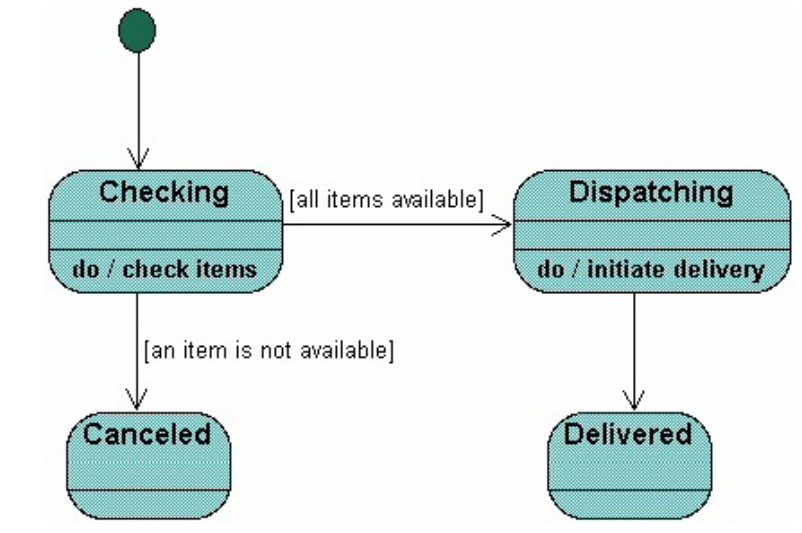 Checking
[all items available]
Dispatching
do / check items
do / initiate delivery
[an item is not available]
Canceled
Delivered